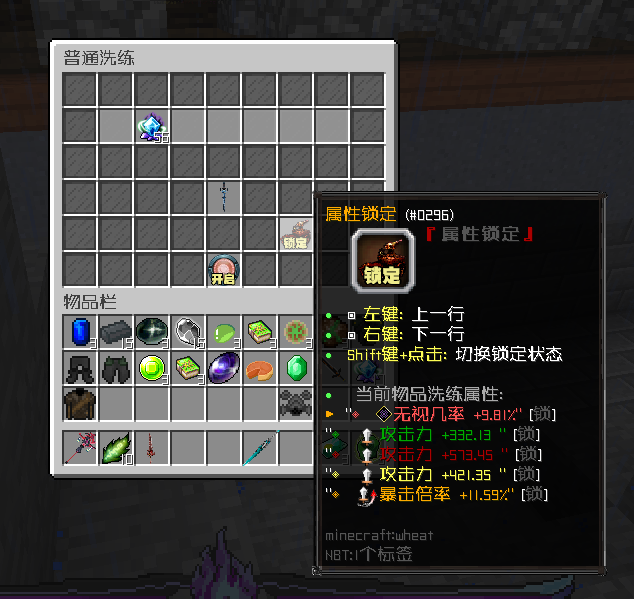 普通洗练
56
锁定
开启
物品栏
3 15 5 3 3
3 3 3
10
属性锁定 (#0296)
『 属性锁定 』
锁定
左键: 上一行
右键: 下一行
Shift键+点击: 切换锁定状态
当前物品洗练属性:
无视几率 +9.81%" [锁]
攻击力 +332.13 " [锁]
攻击力 +573.45 " [锁]
攻击力 +421.35 " [锁]
暴击倍率 +11.59%" [锁]
minecraft:wheat
NBT:1个标签